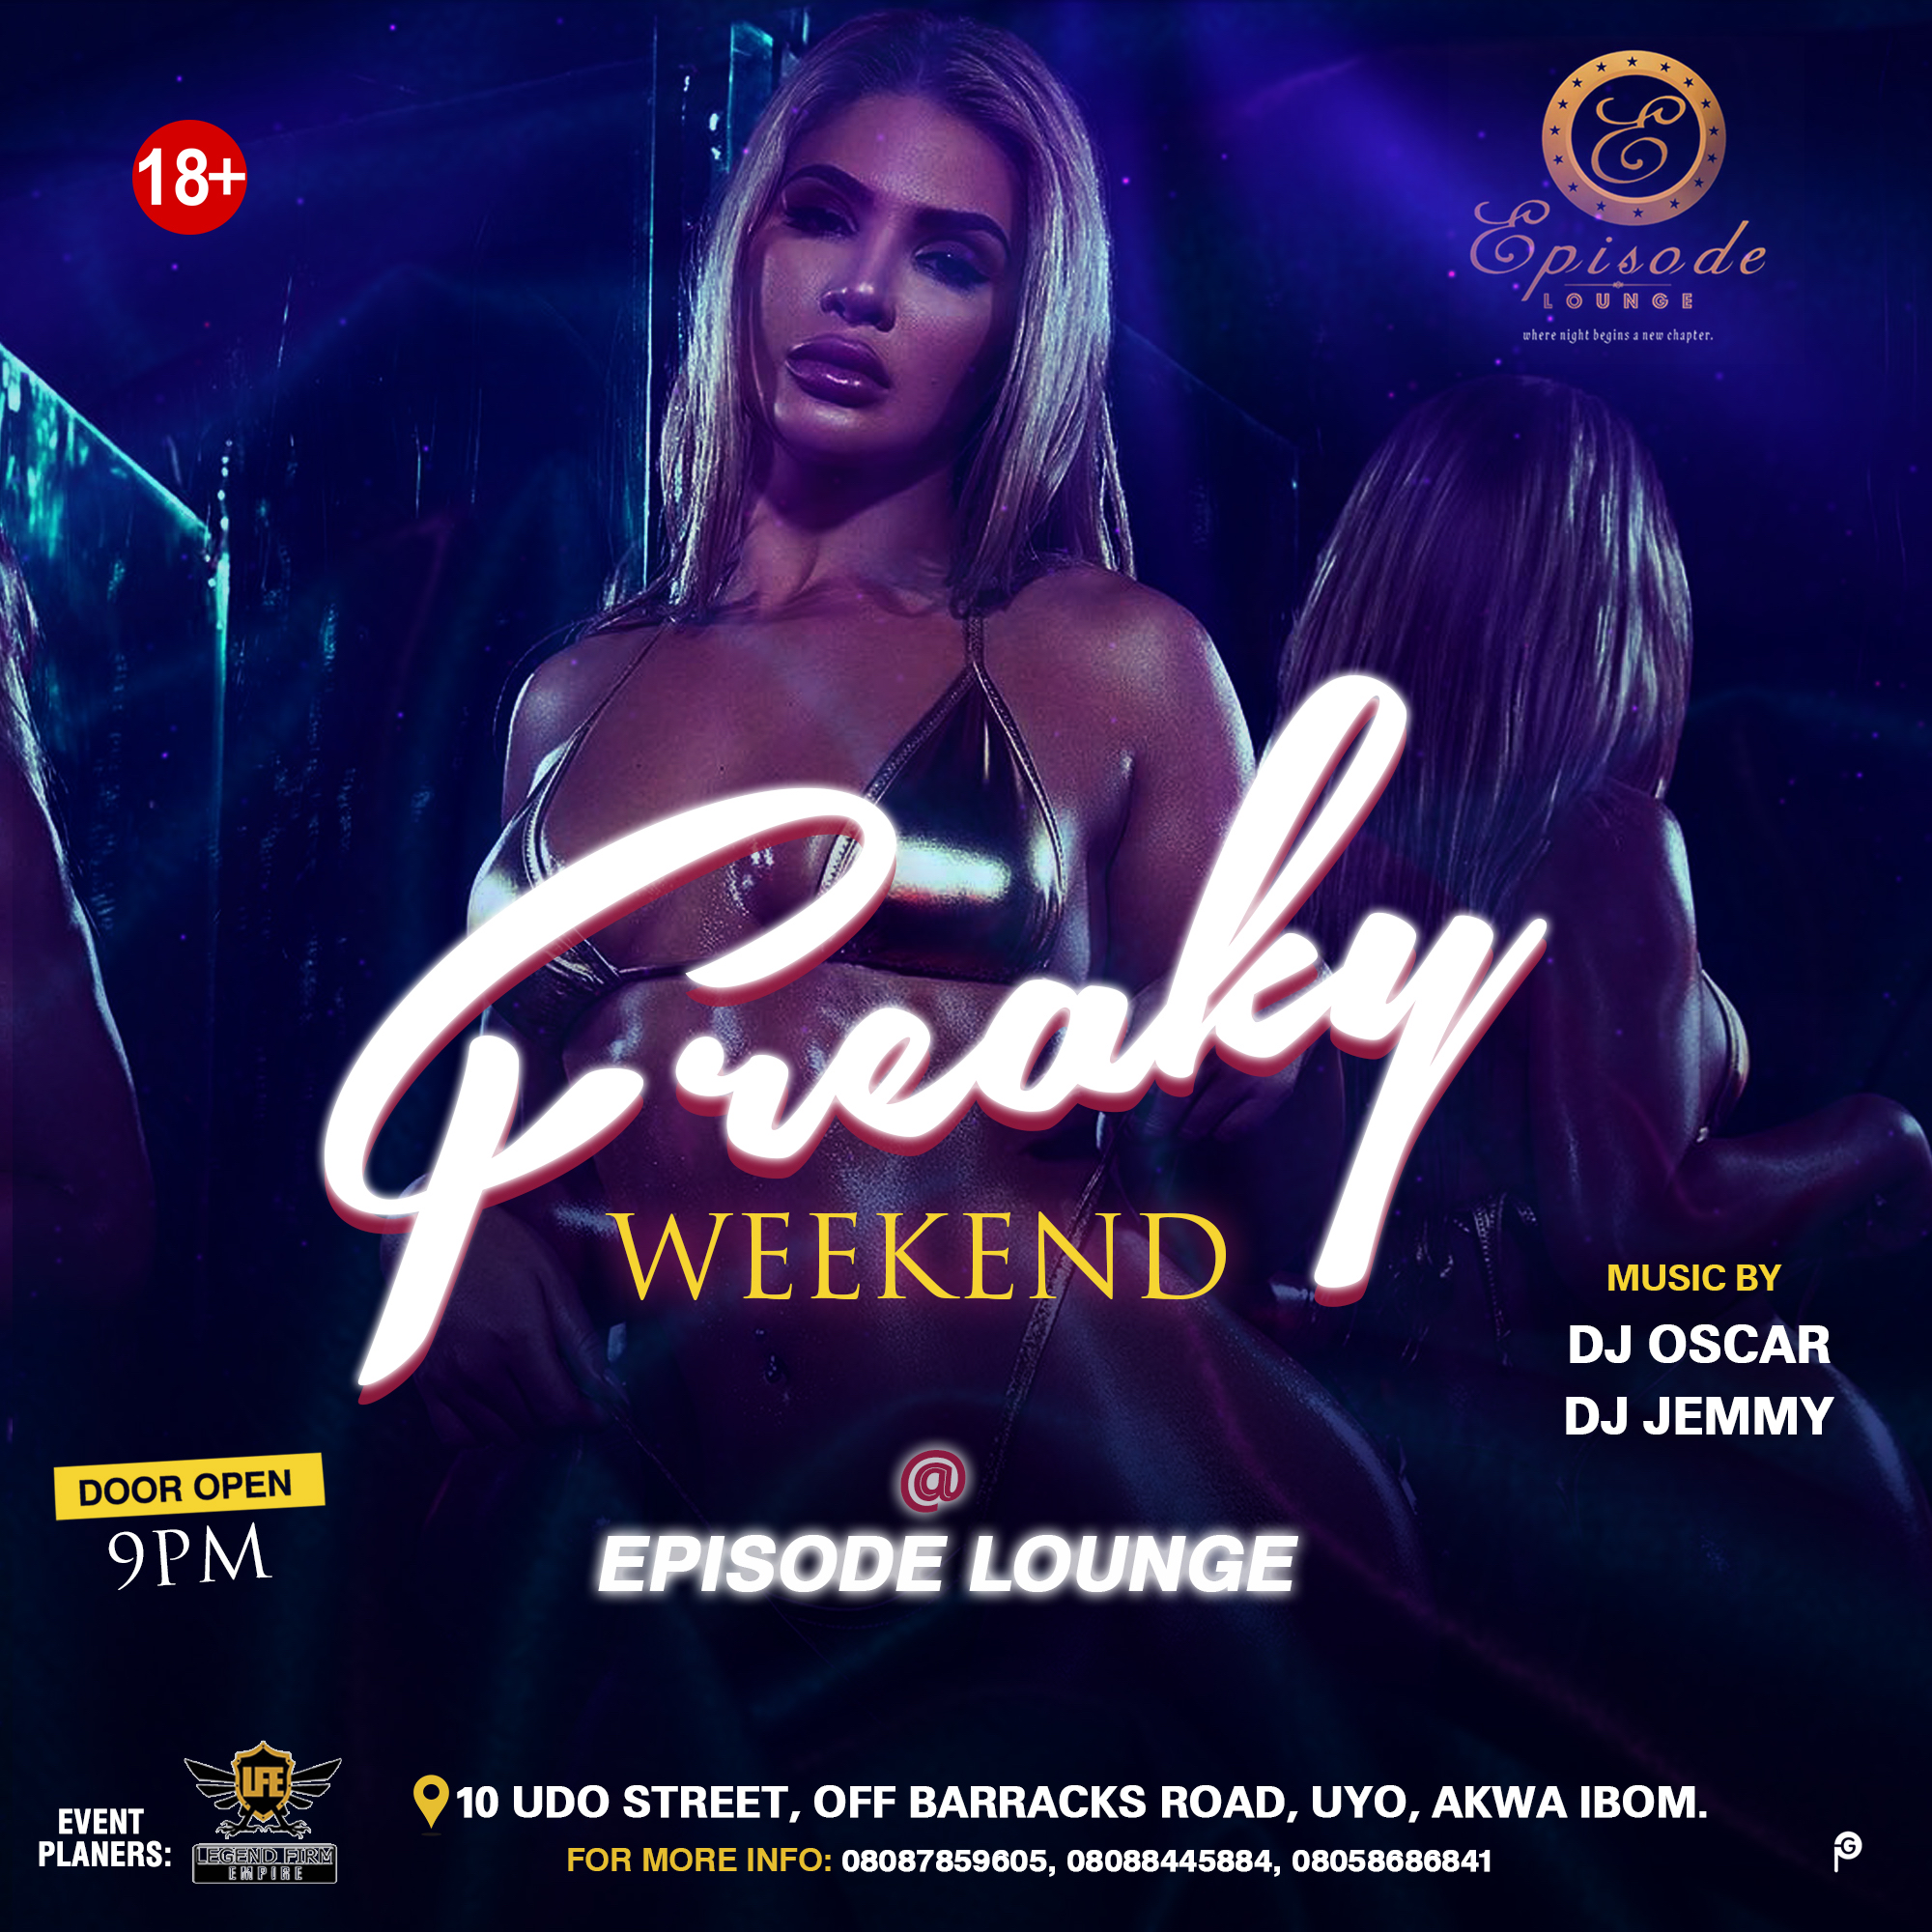 18+
E
Episode
LOUNGE
where night begins a new chapter.
Freaky
WEEKEND
MUSIC BY
DJ OSCAR
DJ JEMMY
DOOR OPEN
9PM
@
EPISODE LOUNGE
EVENT
PLANERS:
LFE
LEGEND FIRM
EMPIRE
10 UDO STREET, OFF BARRACKS ROAD, UYO, AKWA IBOM.
FOR MORE INFO: 08087859605, 08088445884, 08058686841